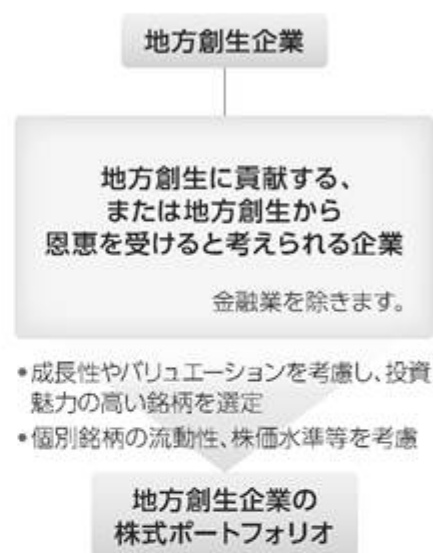 地方創生企業
地方創生に貢献する、
または地方創生から
恩恵を受けると考えられる企業
金融業を除きます。
•成長性やバリュエーションを考慮し、投資
魅力の高い銘柄を選定
•個別銘柄の流動性、株価水準等を考慮
地方創生企業の
株式ポートフォリオ